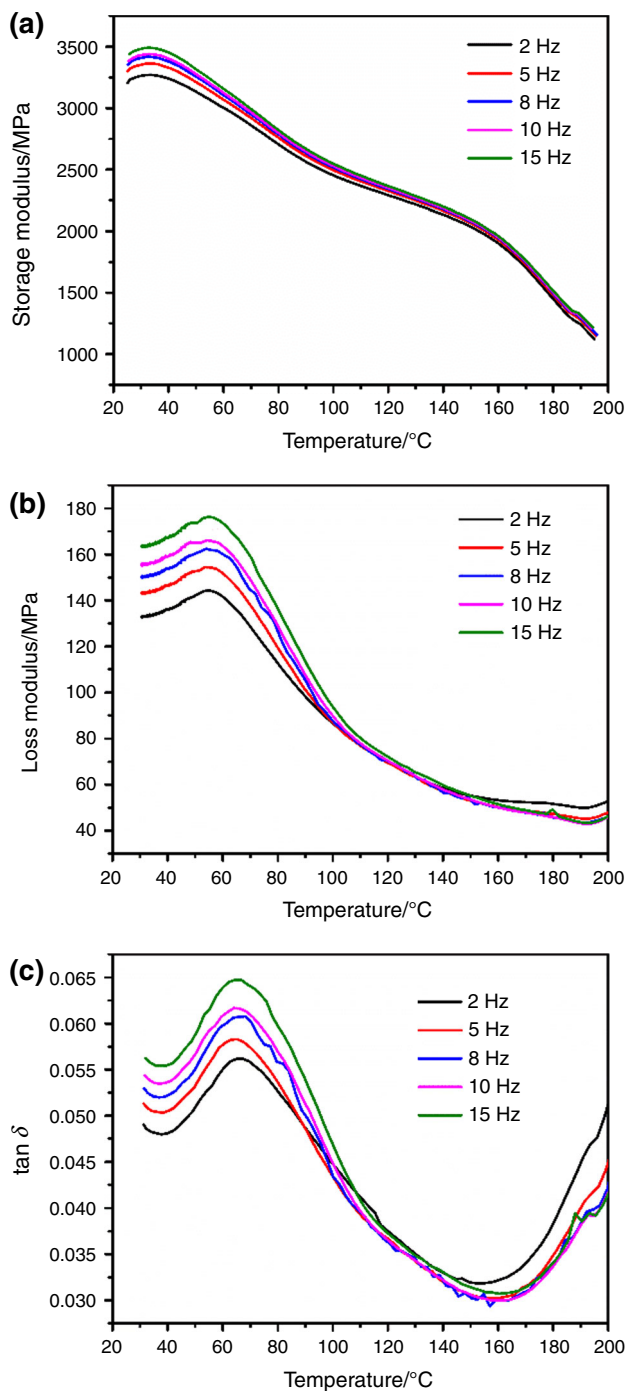 (a)
3500
3000
2500
2000
1500
1000
Storage modulus/MPa
2 Hz
5 Hz
8 Hz
10 Hz
15 Hz
20 40 60 80 100 120 140 160 180 200
Temperature/°C
(b)
180
160
140
120
100
80
60
40
Loss modulus/MPa
2 Hz
5 Hz
8 Hz
10 Hz
15 Hz
20 40 60 80 100 120 140 160 180 200
Temperature/°C
(c)
0.065
0.060
0.055
0.050
0.045
0.040
0.035
0.030
tan δ
2 Hz
5 Hz
8 Hz
10 Hz
15 Hz
20 40 60 80 100 120 140 160 180 200
Temperature/°C